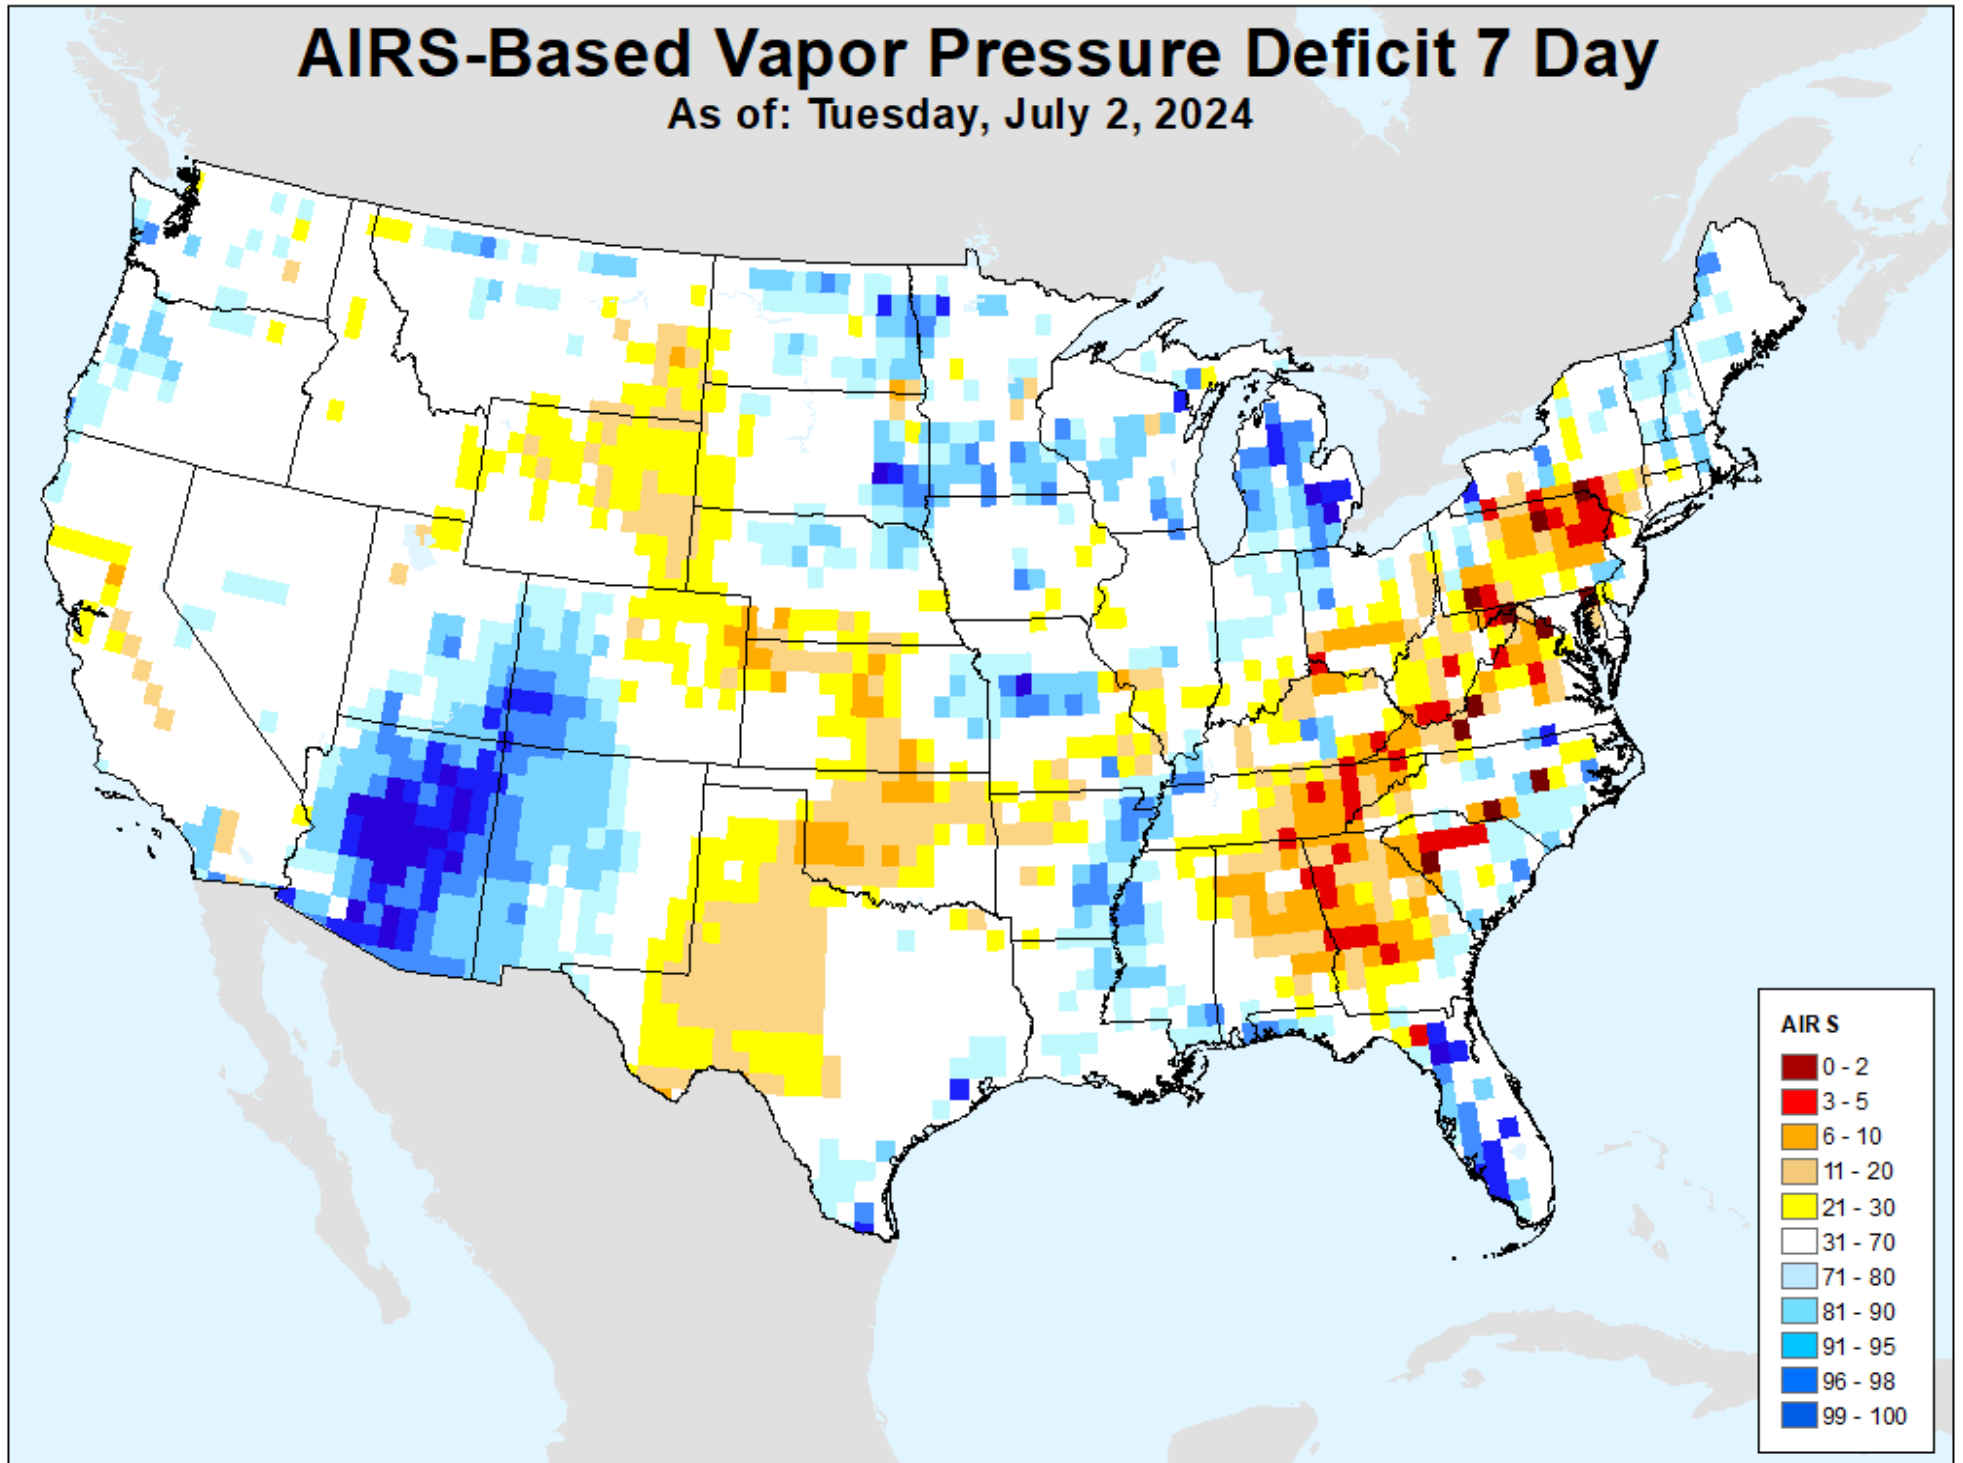 AIRS-Based Vapor Pressure Deficit 7 Day
As of: Tuesday, July 2, 2024
AIRS
0 - 2
3 - 5
6 - 10
11 - 20
21 - 30
31 - 70
71 - 80
81 - 90
91 - 95
96 - 98
99 - 100